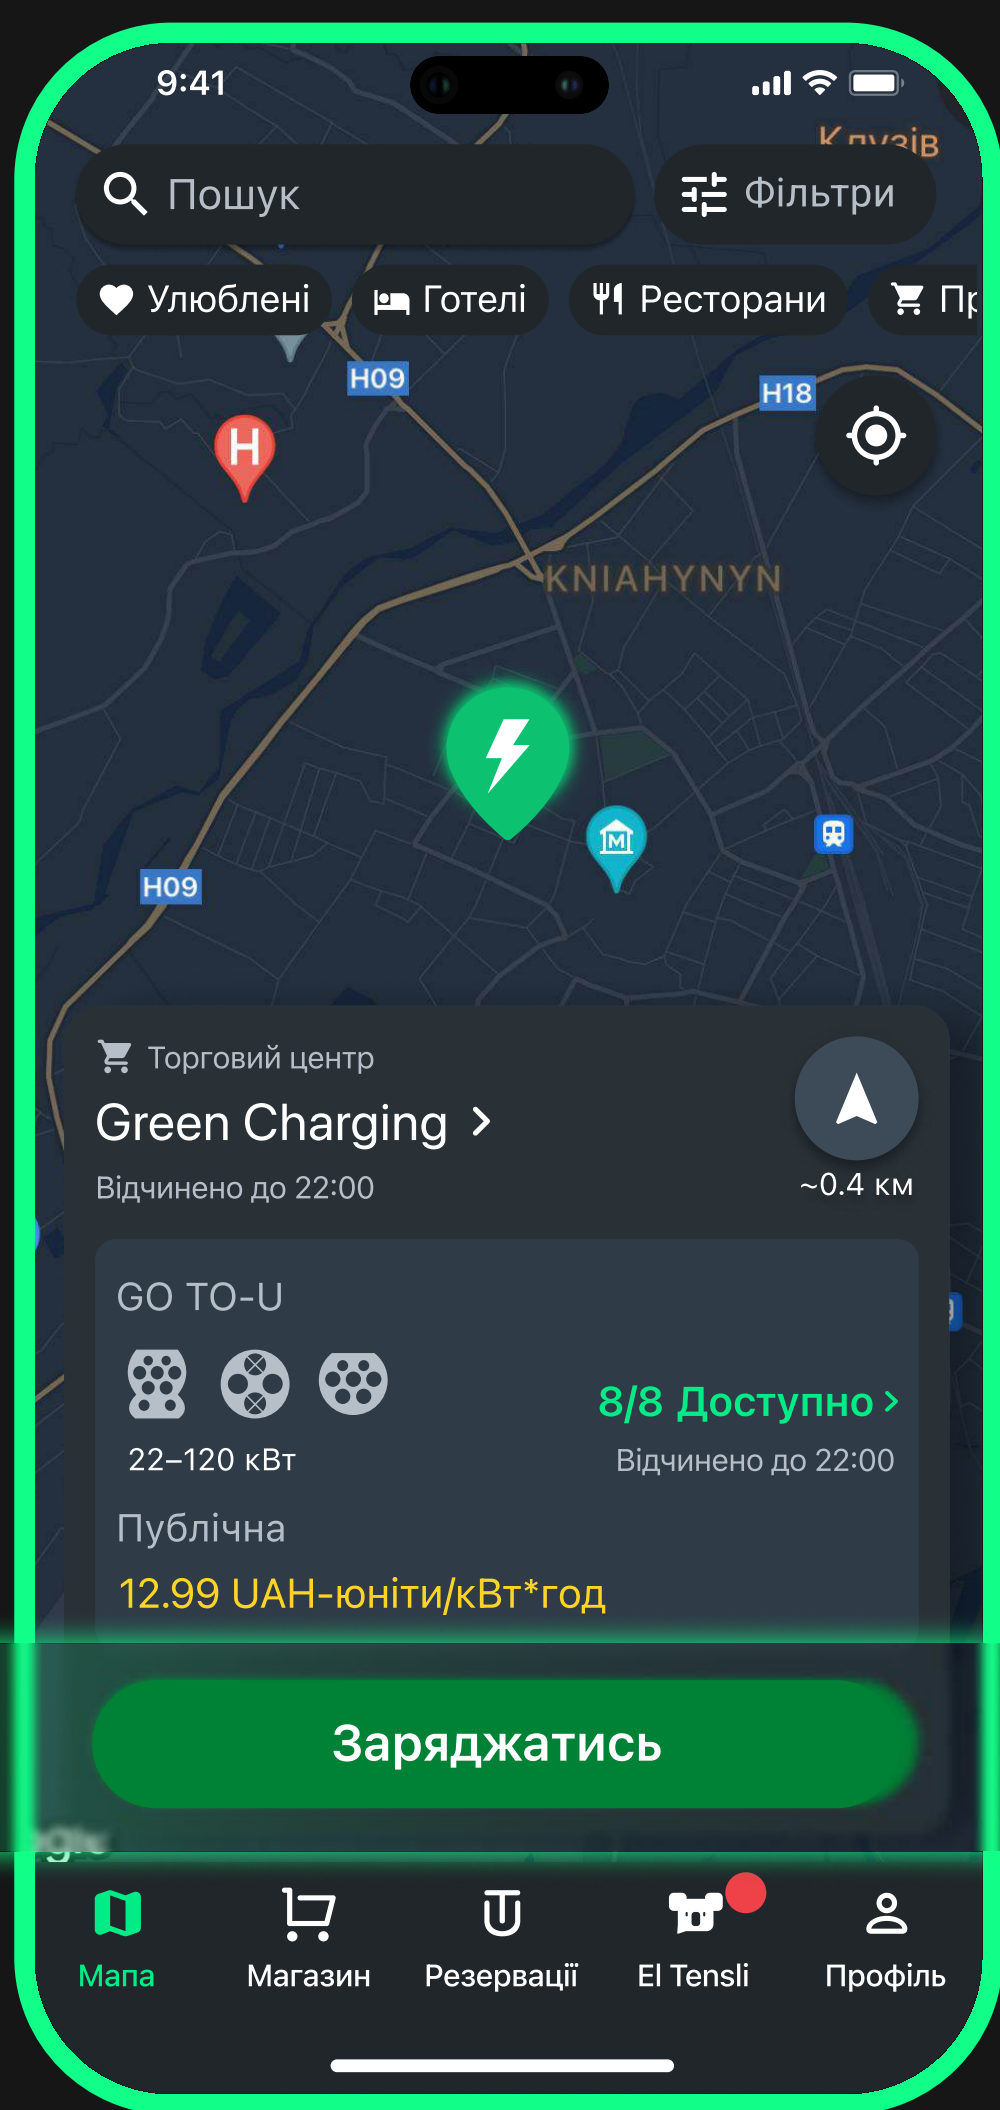 9:41
Клузів
Пошук
Фільтри
Улюблені
Готелі
Ресторани
H09
H18
H
KNIAHYNYN
M
H09
Торговий центр
Green Charging
Відчинено до 22:00
~0.4 км
GO TO-U
8/8 Доступно
22–120 кВт
Відчинено до 22:00
Публічна
12.99 UAH-юніти/кВт*год
Заряджатись
Мапа
Магазин
Резервації
El Tensli
Профіль